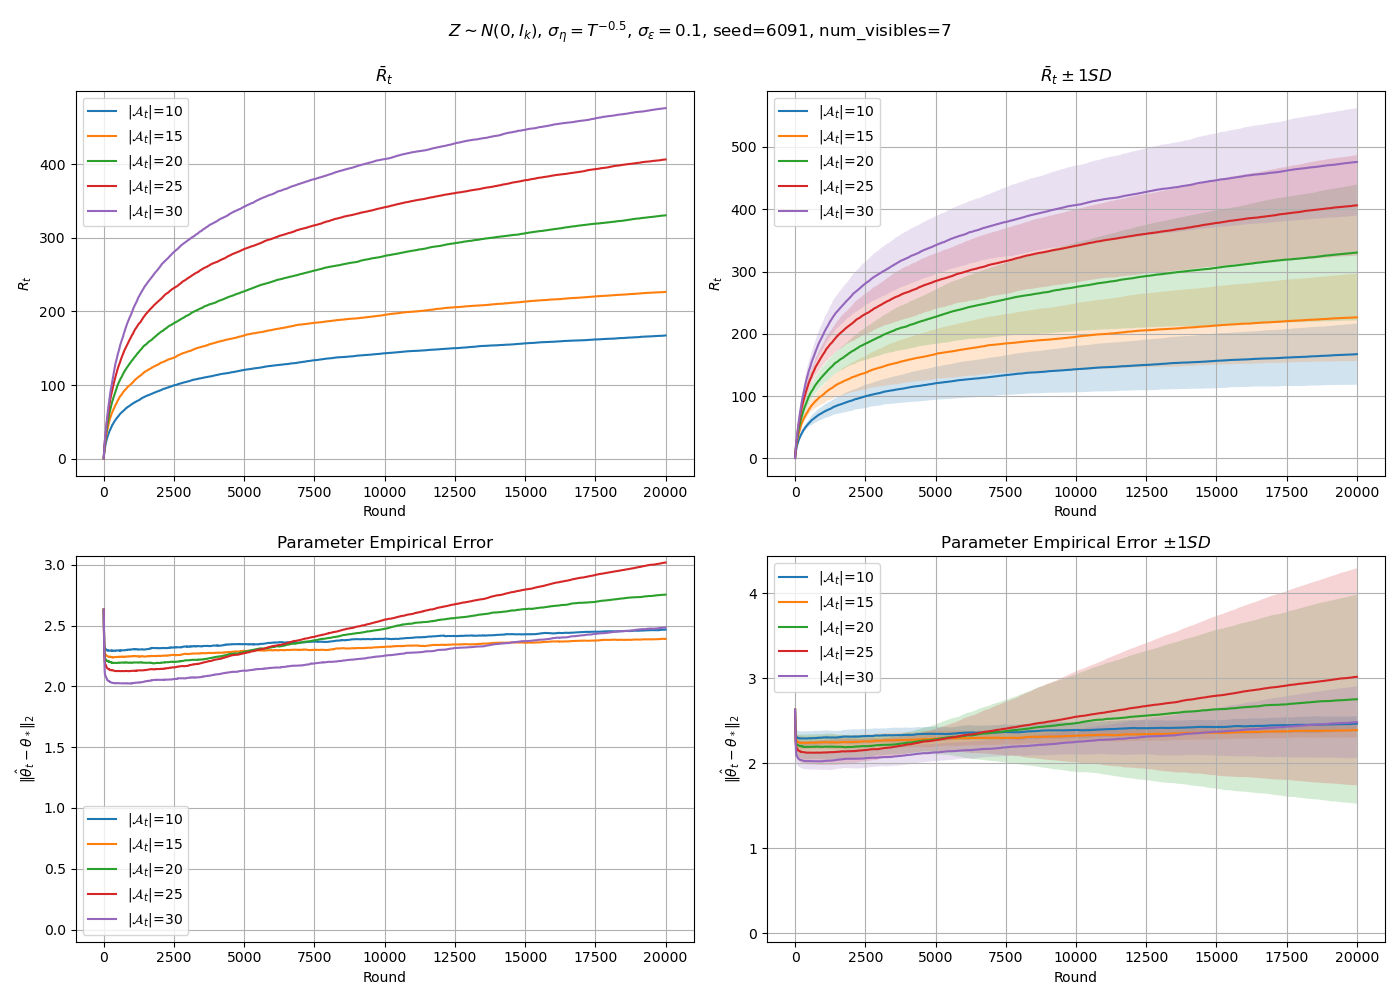 Z ∼ N(0, I_k), σ_η = T^{−0.5}, σ_ε = 0.1, seed=6091, num_visibles=7
R̄_t
R_t
400
300
200
100
0
|𝒜_t|=10
|𝒜_t|=15
|𝒜_t|=20
|𝒜_t|=25
|𝒜_t|=30
0 2500 5000 7500 10000 12500 15000 17500 20000
Round
R̄_t ± 1SD
R_t
500
400
300
200
100
0
|𝒜_t|=10
|𝒜_t|=15
|𝒜_t|=20
|𝒜_t|=25
|𝒜_t|=30
0 2500 5000 7500 10000 12500 15000 17500 20000
Round
Parameter Empirical Error
‖θ̂_t − θ_*‖_2
3.0
2.5
2.0
1.5
1.0
0.5
0.0
|𝒜_t|=10
|𝒜_t|=15
|𝒜_t|=20
|𝒜_t|=25
|𝒜_t|=30
0 2500 5000 7500 10000 12500 15000 17500 20000
Round
Parameter Empirical Error ±1SD
‖θ̂_t − θ_*‖_2
4
3
2
1
0
|𝒜_t|=10
|𝒜_t|=15
|𝒜_t|=20
|𝒜_t|=25
|𝒜_t|=30
0 2500 5000 7500 10000 12500 15000 17500 20000
Round